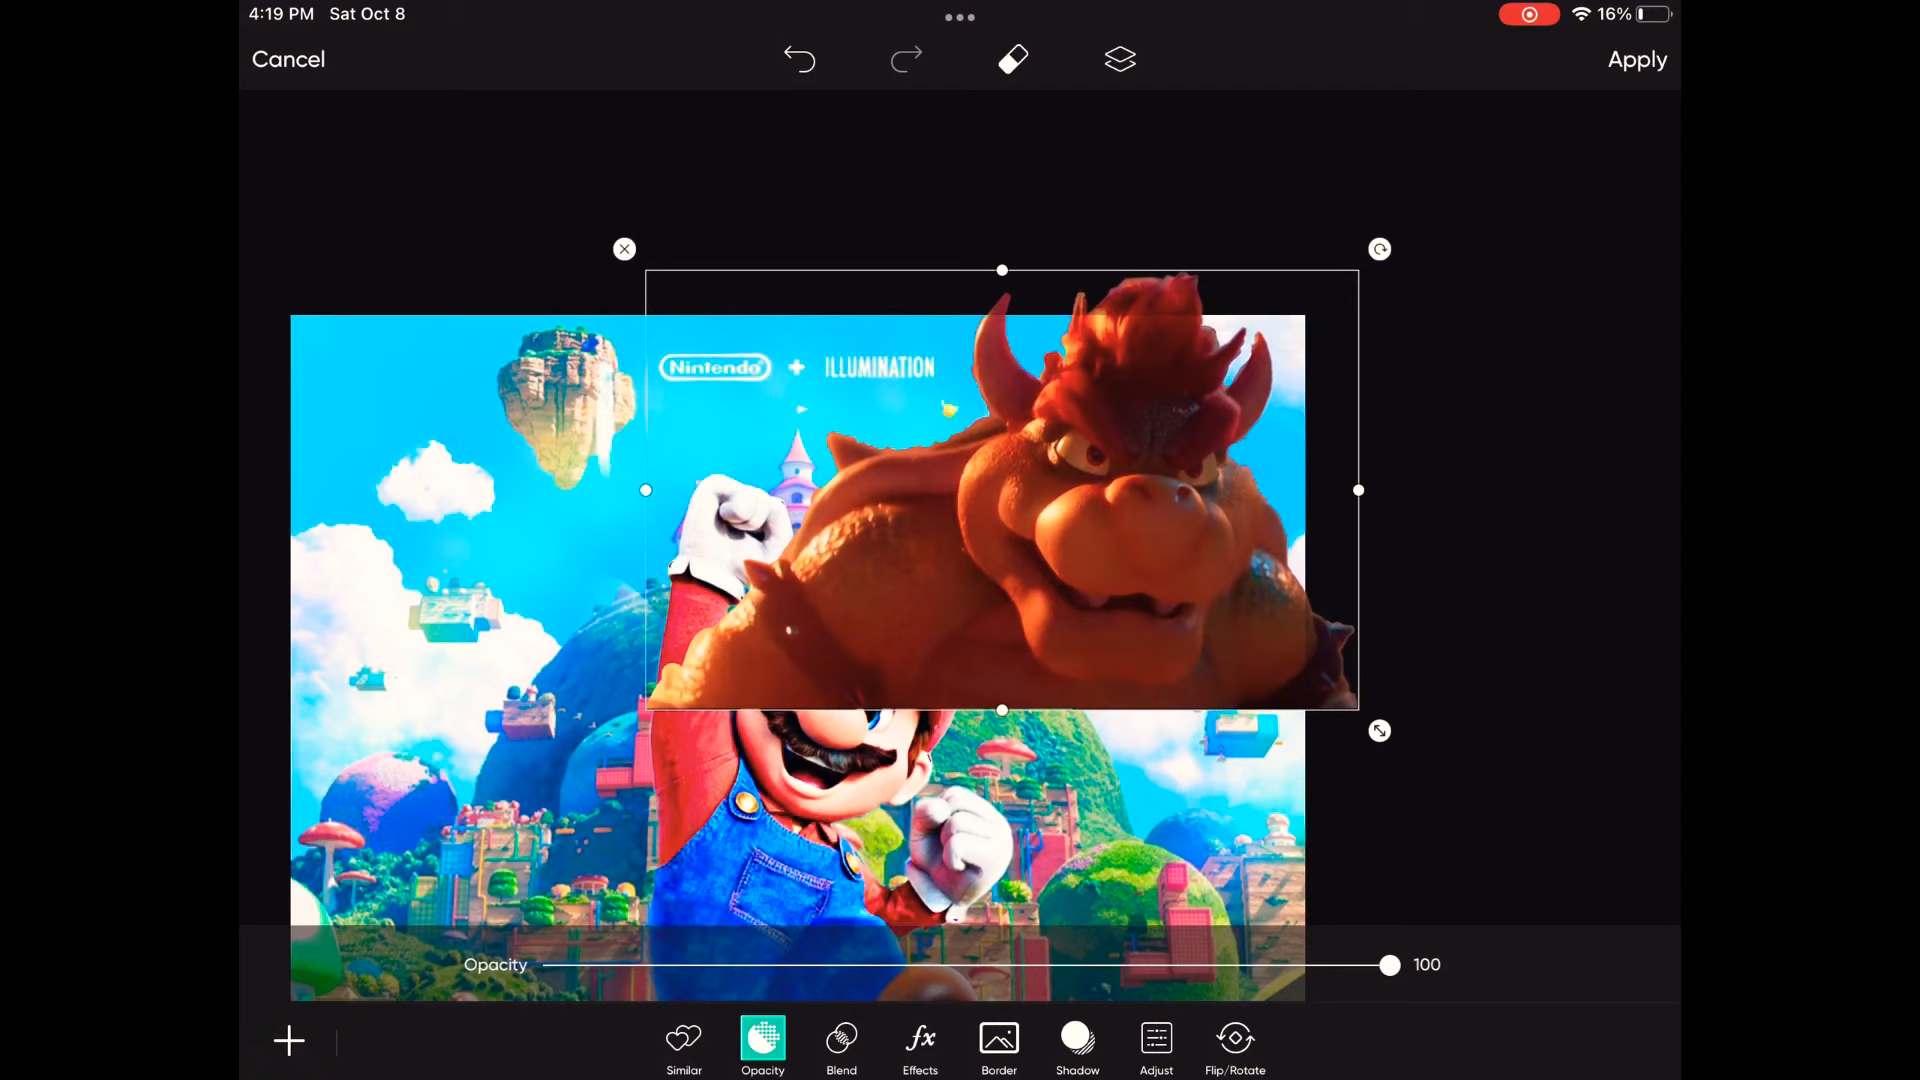 4:19 PM Sat Oct 8
16%
Cancel
Apply
Nintendo + ILLUMINATION
Opacity 100
Similar
Opacity
Blend
fx
Effects
Border
Shadow
Adjust
Flip/Rotate